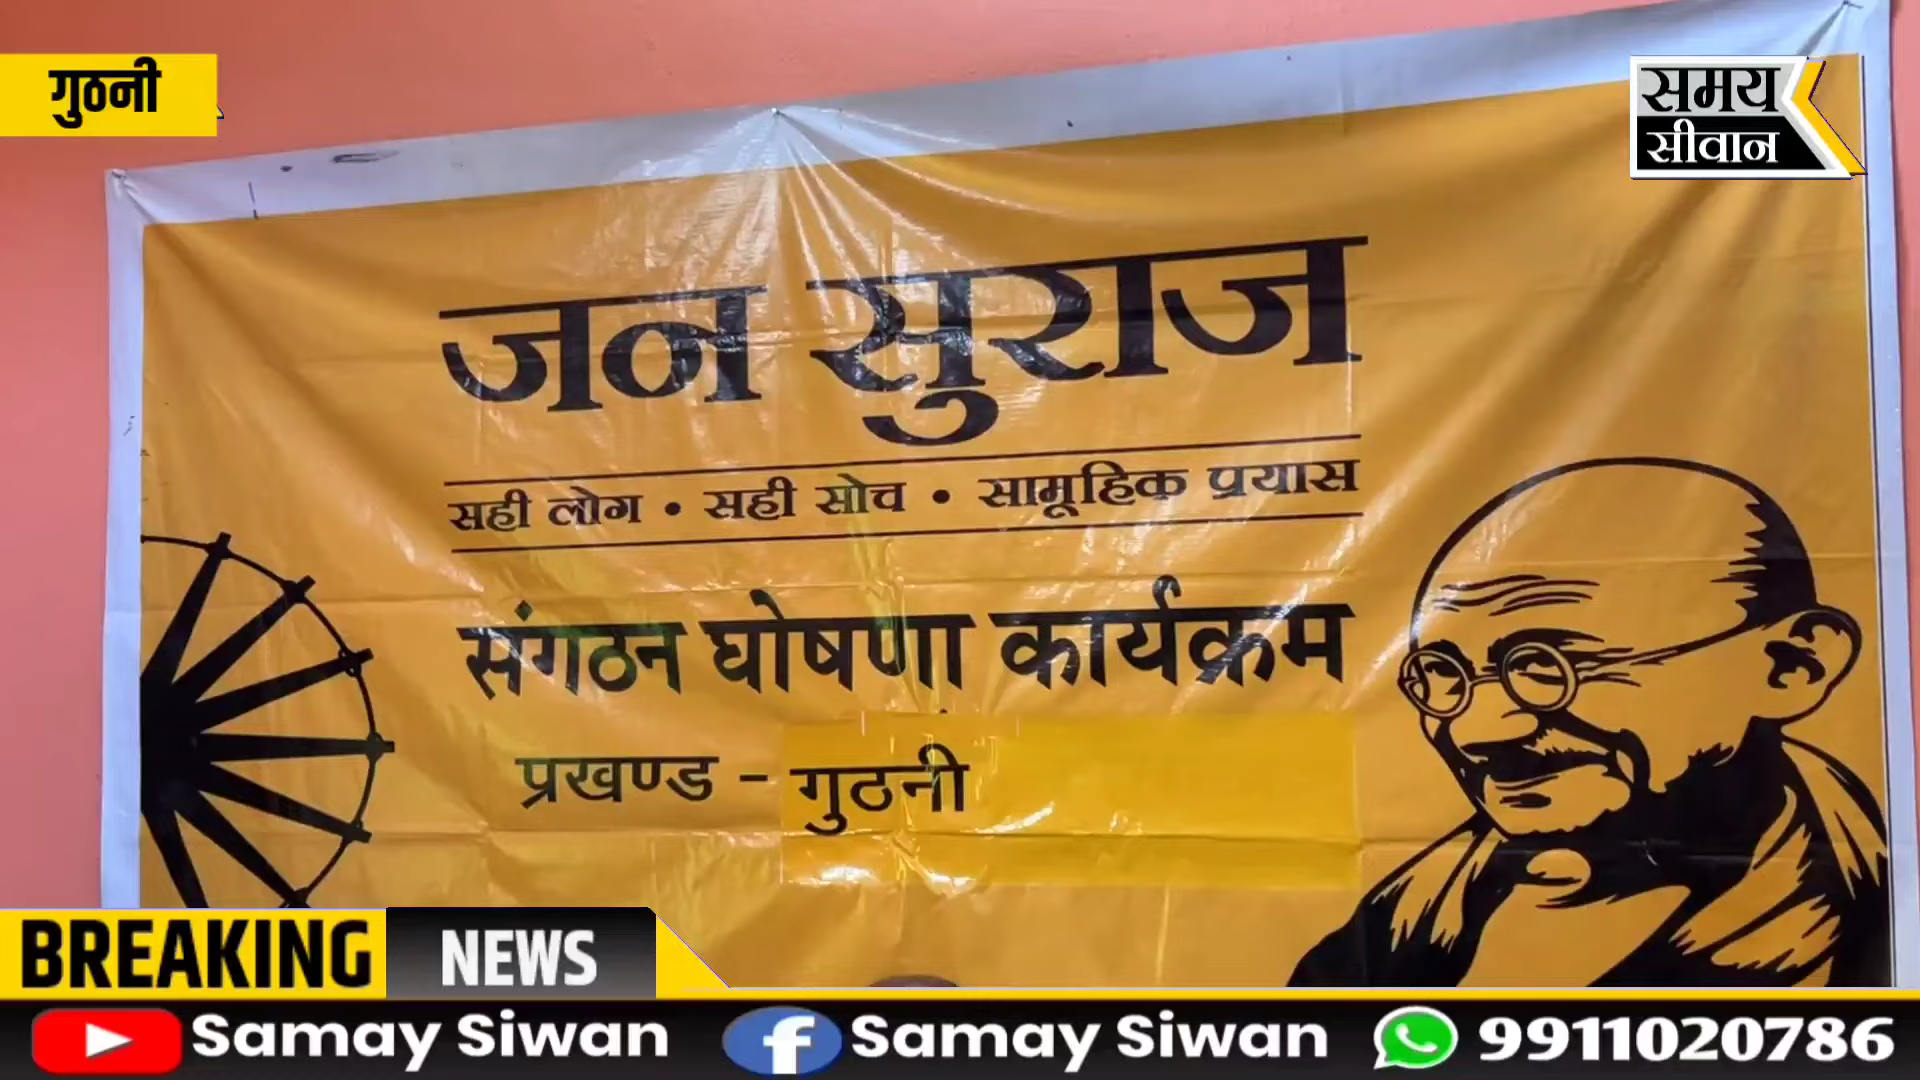 गुठनी
समय
सीवान
जन सुराज
सही लोग • सही सोच • सामूहिक प्रयास
संगठन घोषणा कार्यक्रम
प्रखण्ड - गुठनी
BREAKING NEWS
Samay Siwan Samay Siwan 9911020786